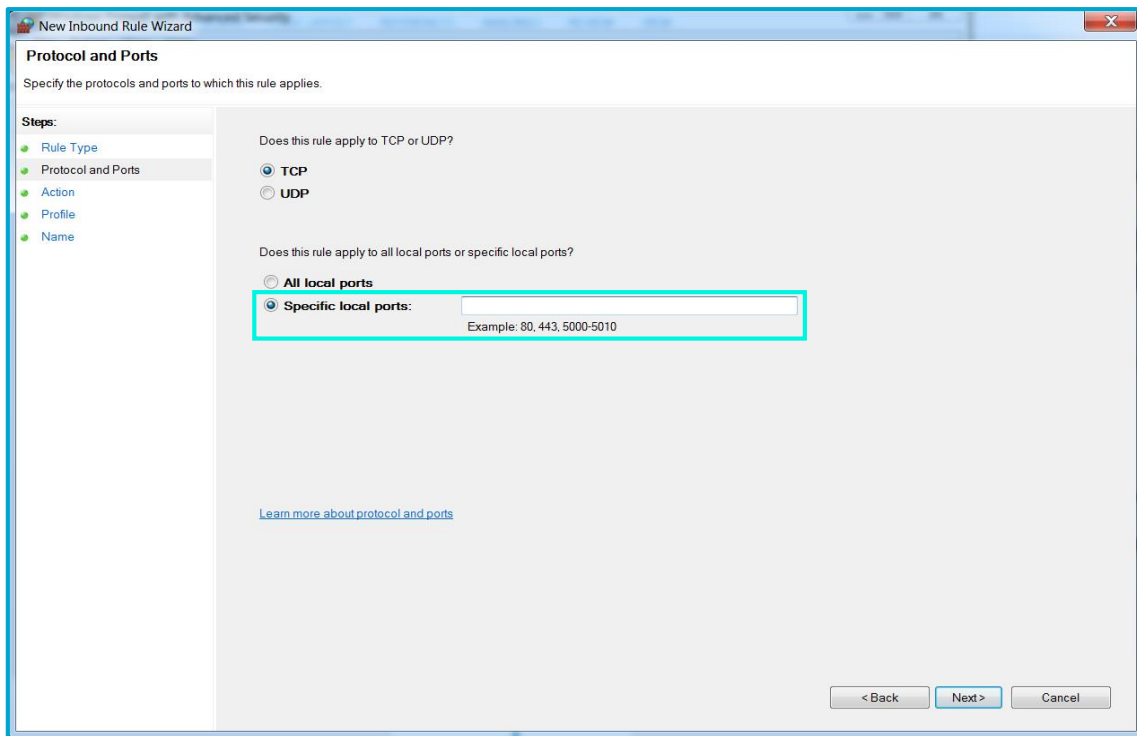 New Inbound Rule Wizard
Protocol and Ports
Specify the protocols and ports to which this rule applies.
Steps:
Rule Type
Protocol and Ports
Action
Profile
Name
Does this rule apply to TCP or UDP?
TCP
UDP
Does this rule apply to all local ports or specific local ports?
All local ports
Specific local ports:
Example: 80, 443, 5000-5010
Learn more about protocol and ports
< Back
Next >
Cancel